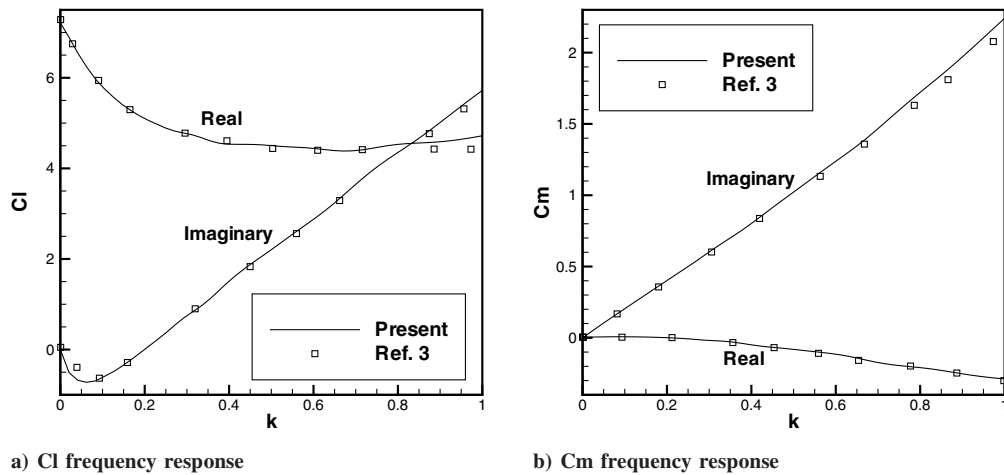 Cl
6
4
2
0
0
0.2
0.4
0.6
0.8
1
k
Real
Imaginary
Present
Ref. 3
a) Cl frequency response
Cm
2
1.5
1
0.5
0
0
0.2
0.4
0.6
0.8
1
k
Present
Ref. 3
Imaginary
Real
b) Cm frequency response